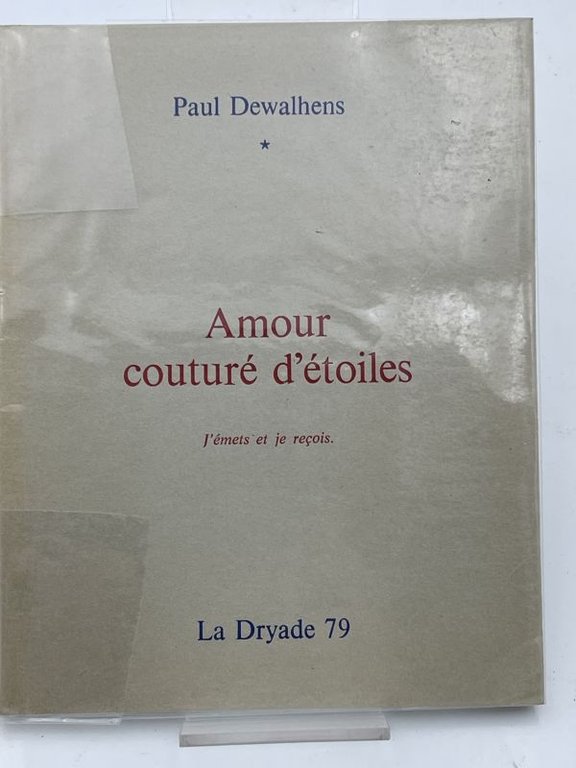 Paul Dewalhens
★
Amour
couturé d'étoiles
J'émets et je reçois.
La Dryade 79